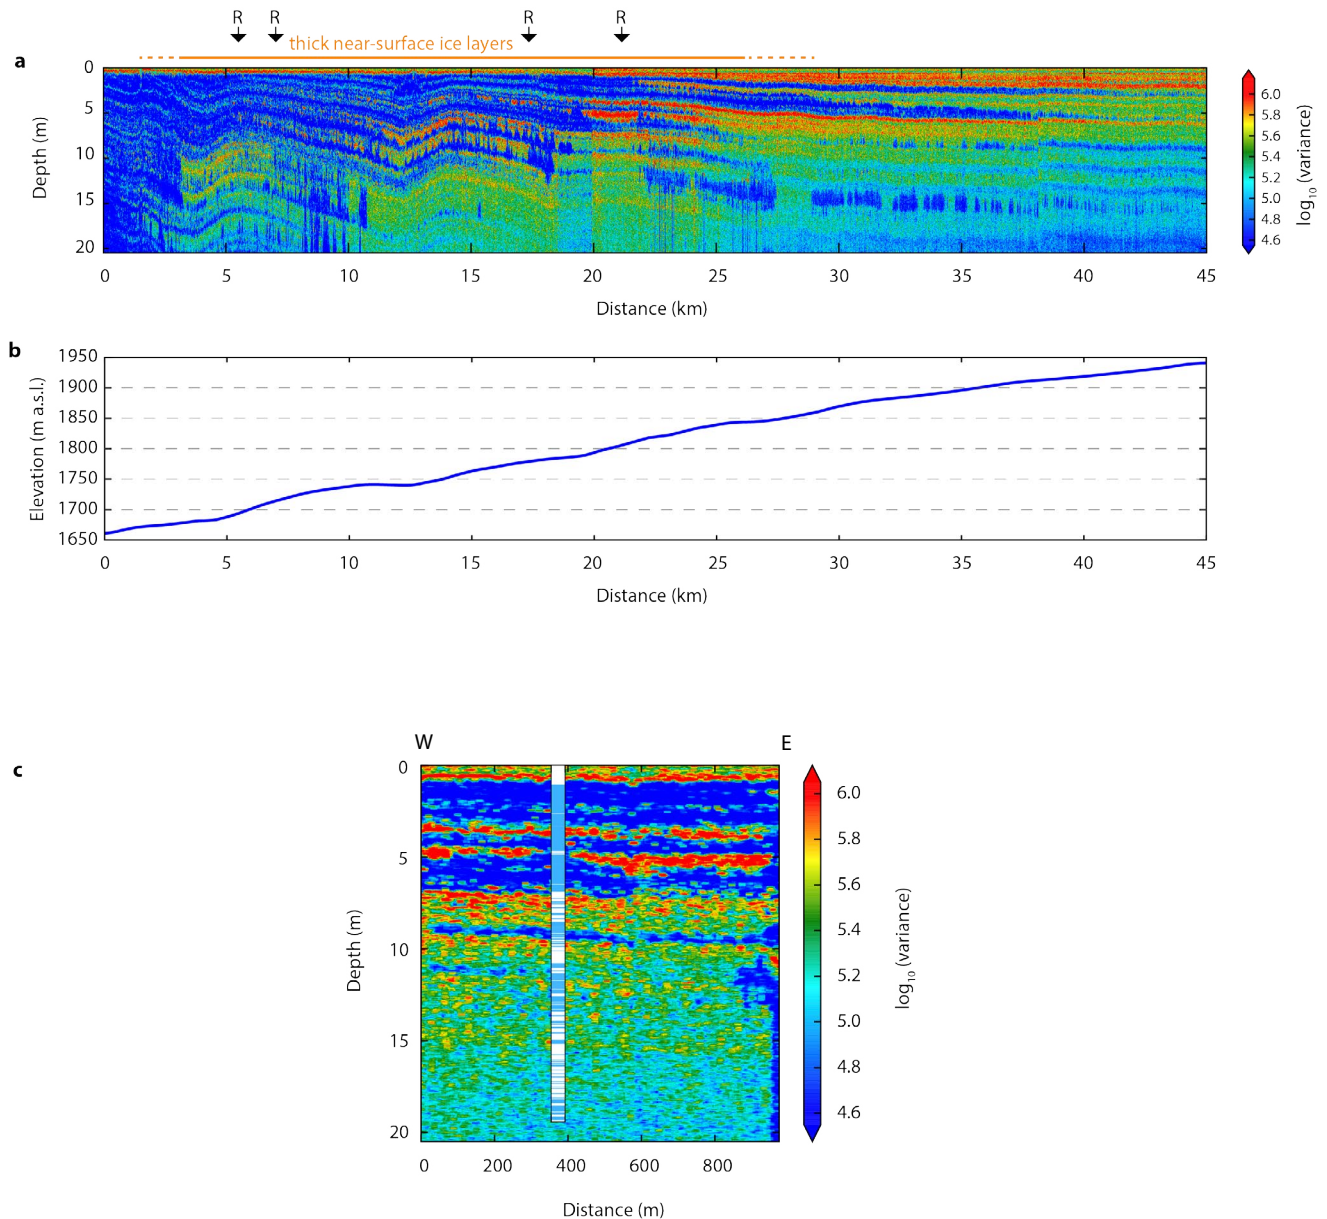 R R R R
thick near-surface ice layers
a
0
5
10
15
20
Depth (m)
0 5 10 15 20 25 30 35 40 45
Distance (km)
6.0
5.8
5.6
5.4
5.2
5.0
4.8
4.6
log10 (variance)
b
1950
1900
1850
1800
1750
1700
1650
Elevation (m a.s.l.)
0 5 10 15 20 25 30 35 40 45
Distance (km)
c
W E
0
5
10
15
20
Depth (m)
0 200 400 600 800
Distance (m)
6.0
5.8
5.6
5.4
5.2
5.0
4.8
4.6
log10 (variance)